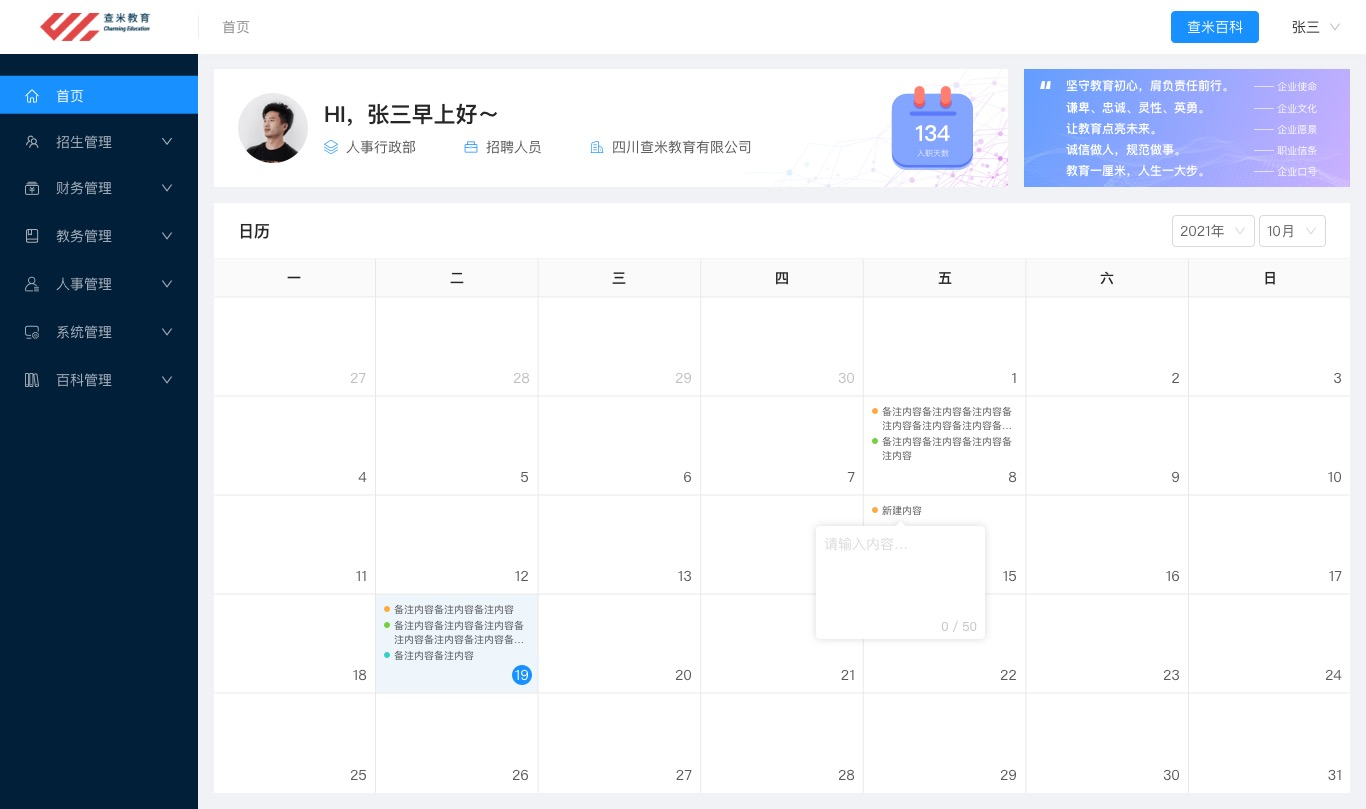 查米教育
Charming Education
首页
查米百科
张三
首页
招生管理
财务管理
教务管理
人事管理
系统管理
百科管理
HI，张三早上好～
人事行政部
招聘人员
四川查米教育有限公司
134
入职天数
坚守教育初心，肩负责任前行。 —— 企业使命
谦卑、忠诚、灵性、英勇。 —— 企业文化
让教育点亮未来。 —— 企业愿景
诚信做人，规范做事。 —— 职业信条
教育一厘米，人生一大步。 —— 企业口号
日历
2021年
10月
一 二 三 四 五 六 日
27 28 29 30 1 2 3
备注内容备注内容备注内容备
注内容备注内容备注内容备...
备注内容备注内容备注内容备
注内容
4 5 6 7 8 9 10
新建内容
请输入内容...
0 / 50
11 12 13 15 16 17
备注内容备注内容备注内容
备注内容备注内容备注内容备
注内容备注内容备注内容备...
备注内容备注内容
18 19 20 21 22 23 24
25 26 27 28 29 30 31